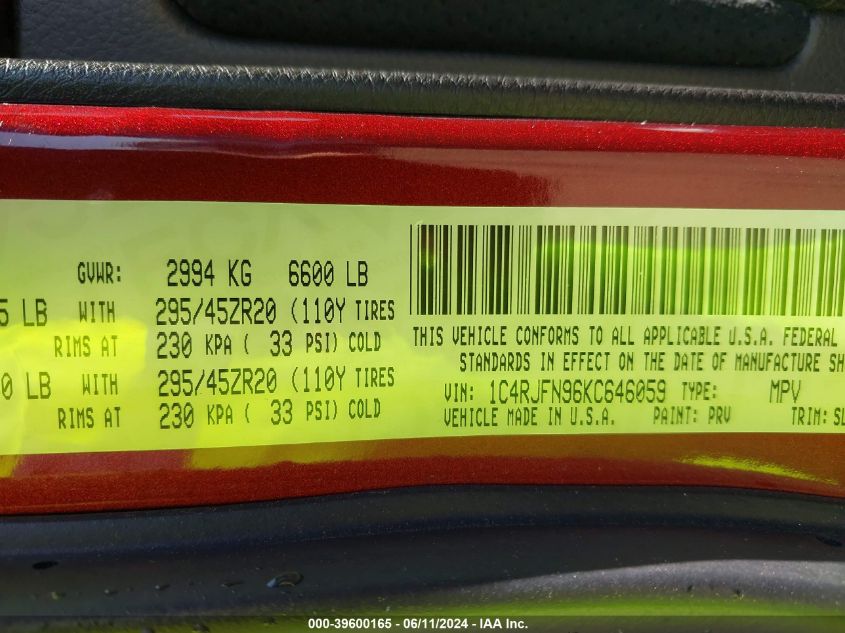 GVWR: 2994 KG 6600 LB
5 LB WITH 295/45ZR20 (110Y TIRES
RIMS AT 230 KPA ( 33 PSI) COLD
0 LB WITH 295/45ZR20 (110Y TIRES
RIMS AT 230 KPA ( 33 PSI) COLD
THIS VEHICLE CONFORMS TO ALL APPLICABLE U.S.A. FEDERAL
STANDARDS IN EFFECT ON THE DATE OF MANUFACTURE SH
VIN: 1C4RJFN96KC646059 TYPE: MPV
VEHICLE MADE IN U.S.A. PAINT: PRV TRIM: SL
000-39600165 - 06/11/2024 - IAA Inc.